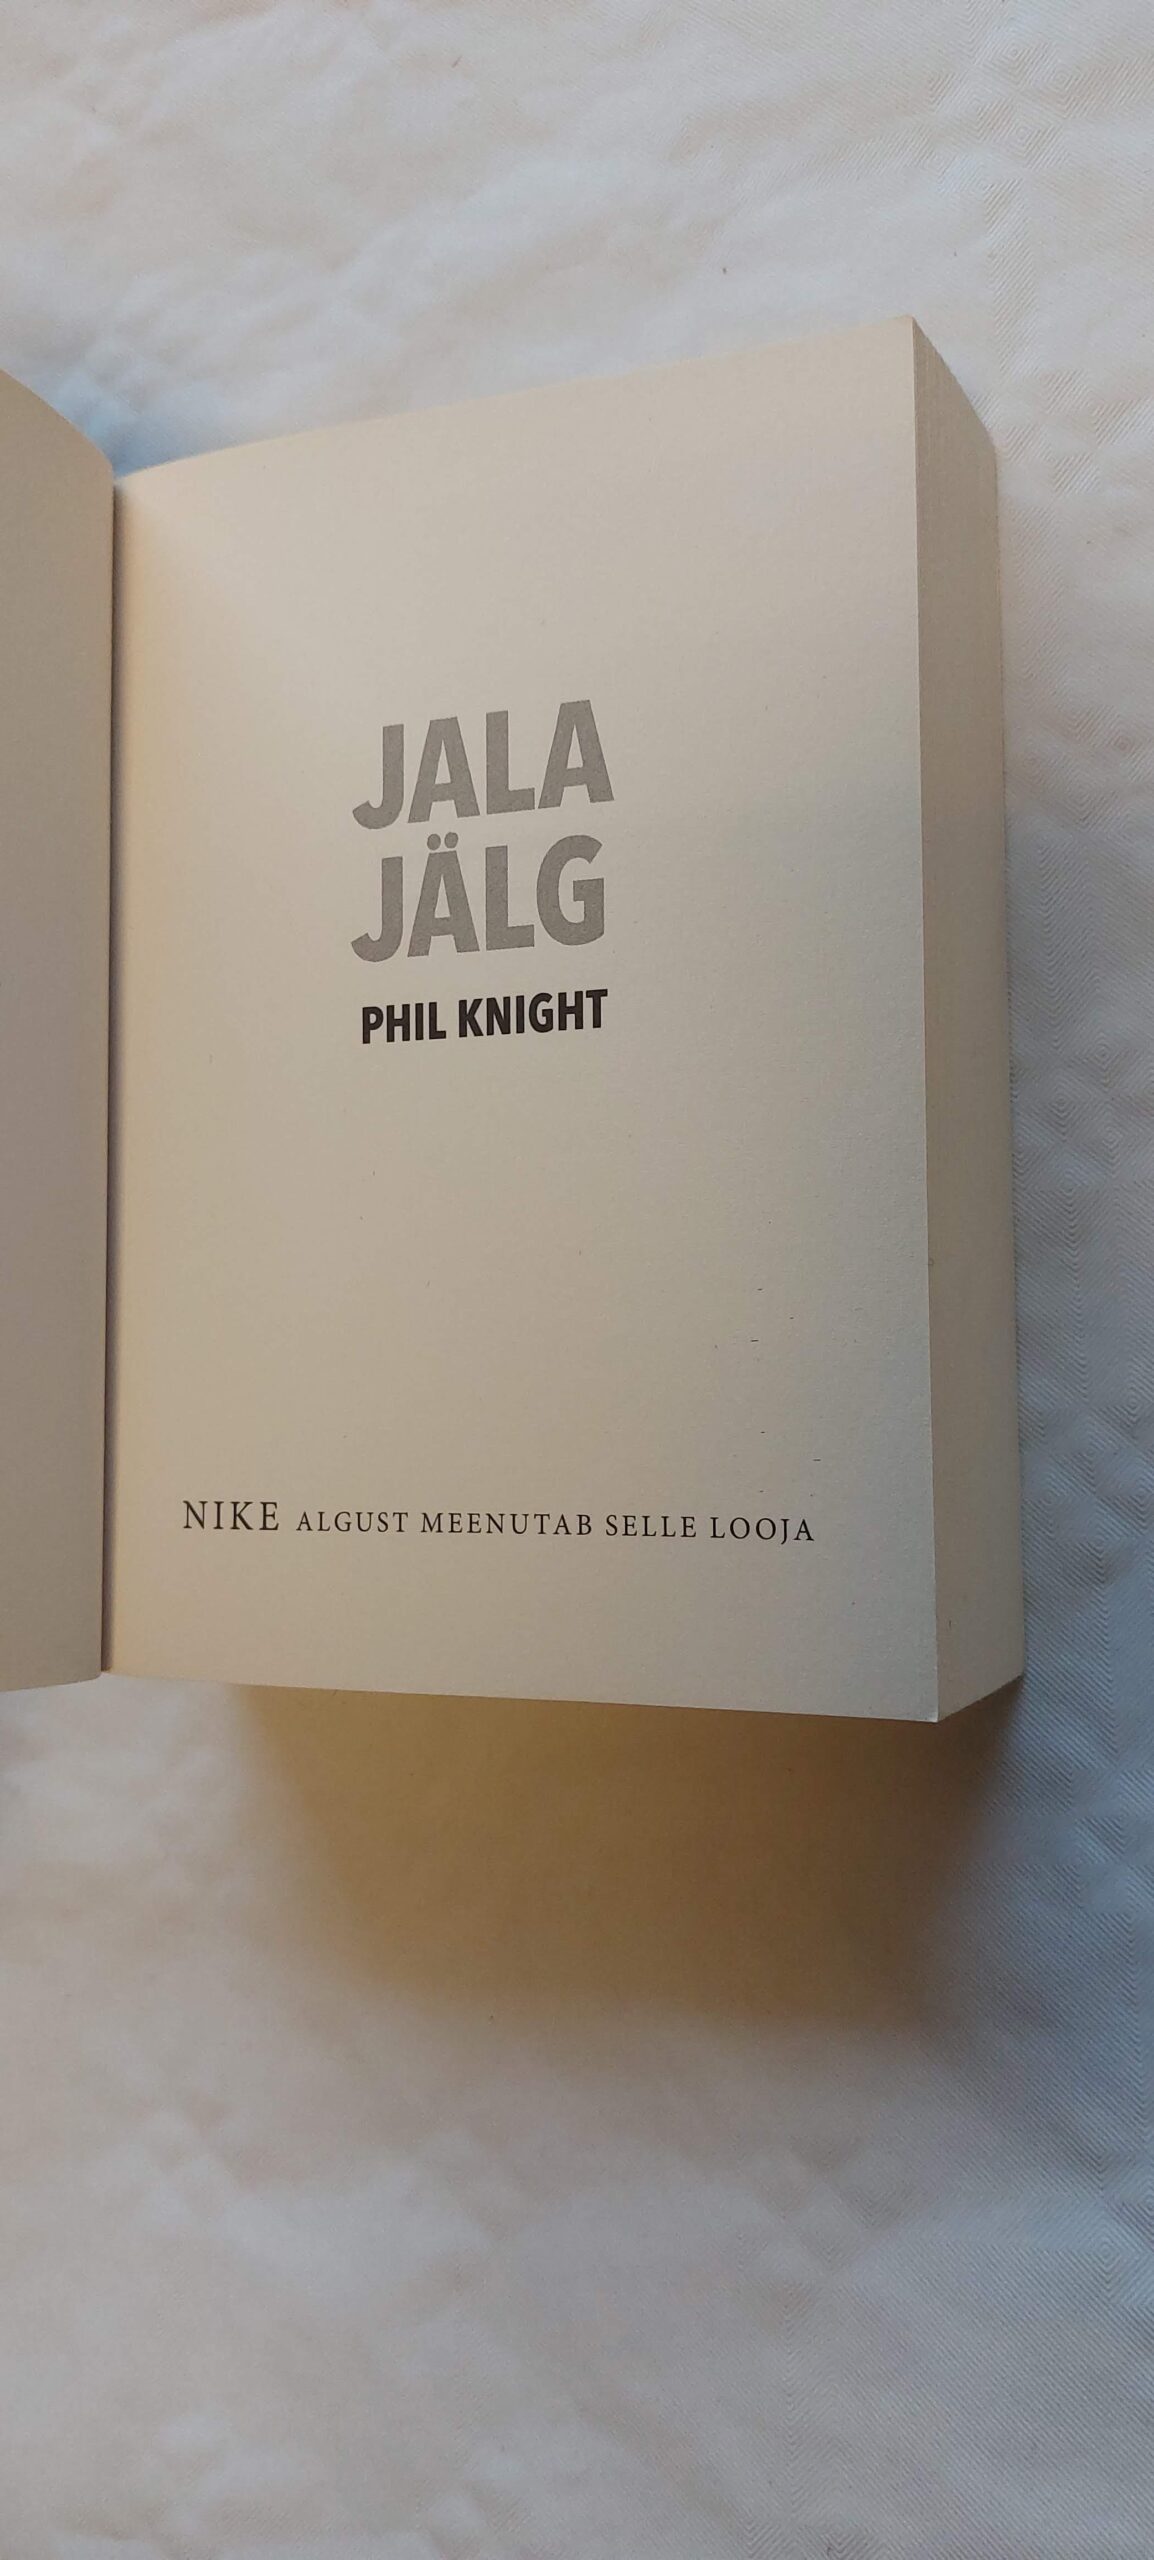 JALA
JÄLG
PHIL KNIGHT
NIKE ALGUST MEENUTAB SELLE LOOJA